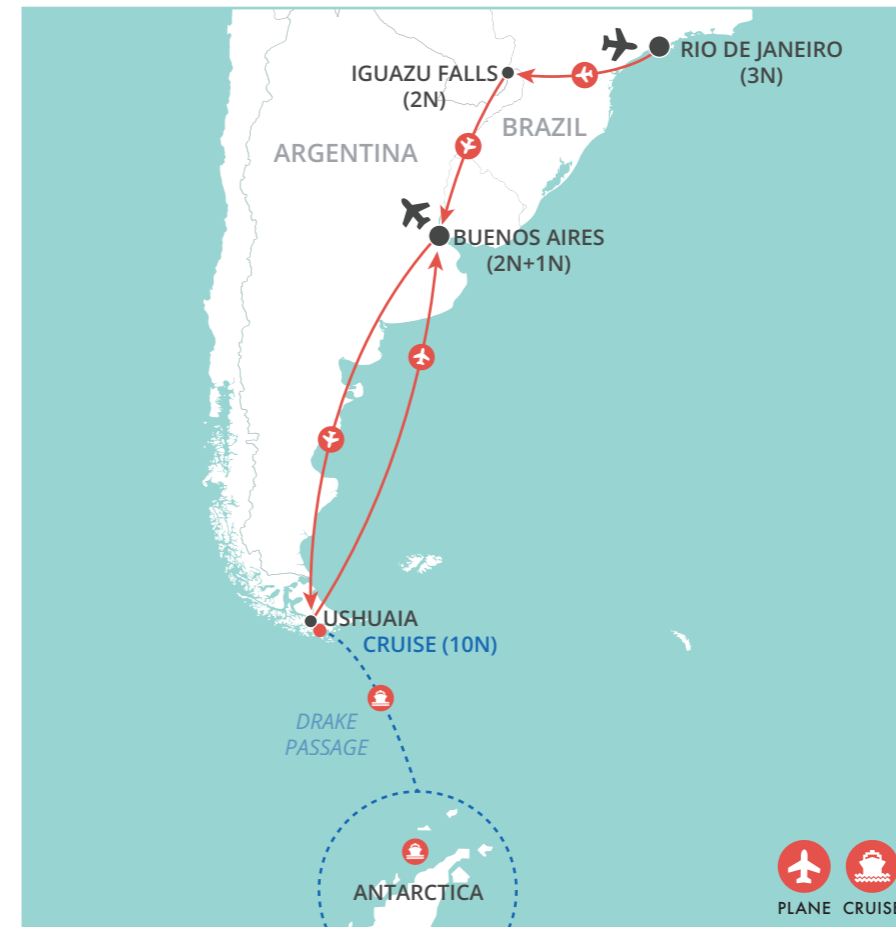 RIO DE JANEIRO
(3N)
IGUAZU FALLS
(2N)
BRAZIL
ARGENTINA
BUENOS AIRES
(2N+1N)
USHUAIA
CRUISE (10N)
DRAKE
PASSAGE
ANTARCTICA
PLANE CRUISE